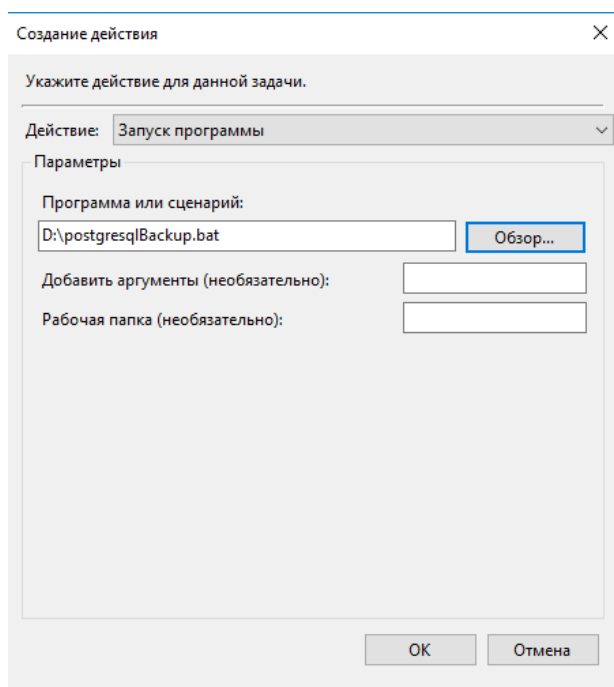 Создание действия
Укажите действие для данной задачи.
Действие: Запуск программы
Параметры
Программа или сценарий:
D:\postgresqlBackup.bat Обзор...
Добавить аргументы (необязательно):
Рабочая папка (необязательно):
ОК Отмена